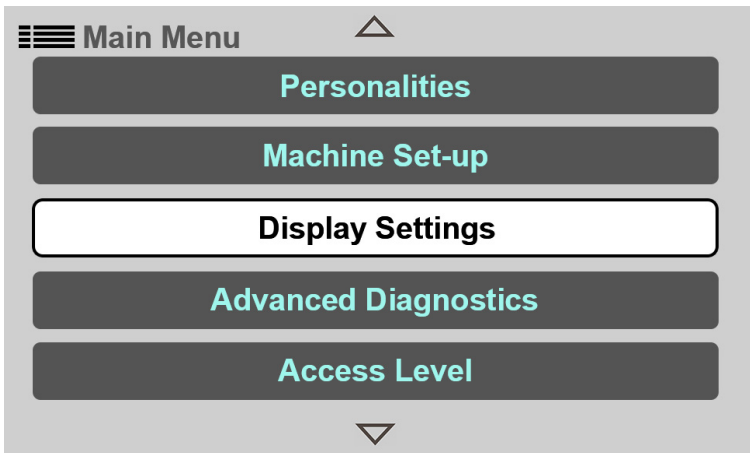 Main Menu
Personalities
Machine Set-up
Display Settings
Advanced Diagnostics
Access Level